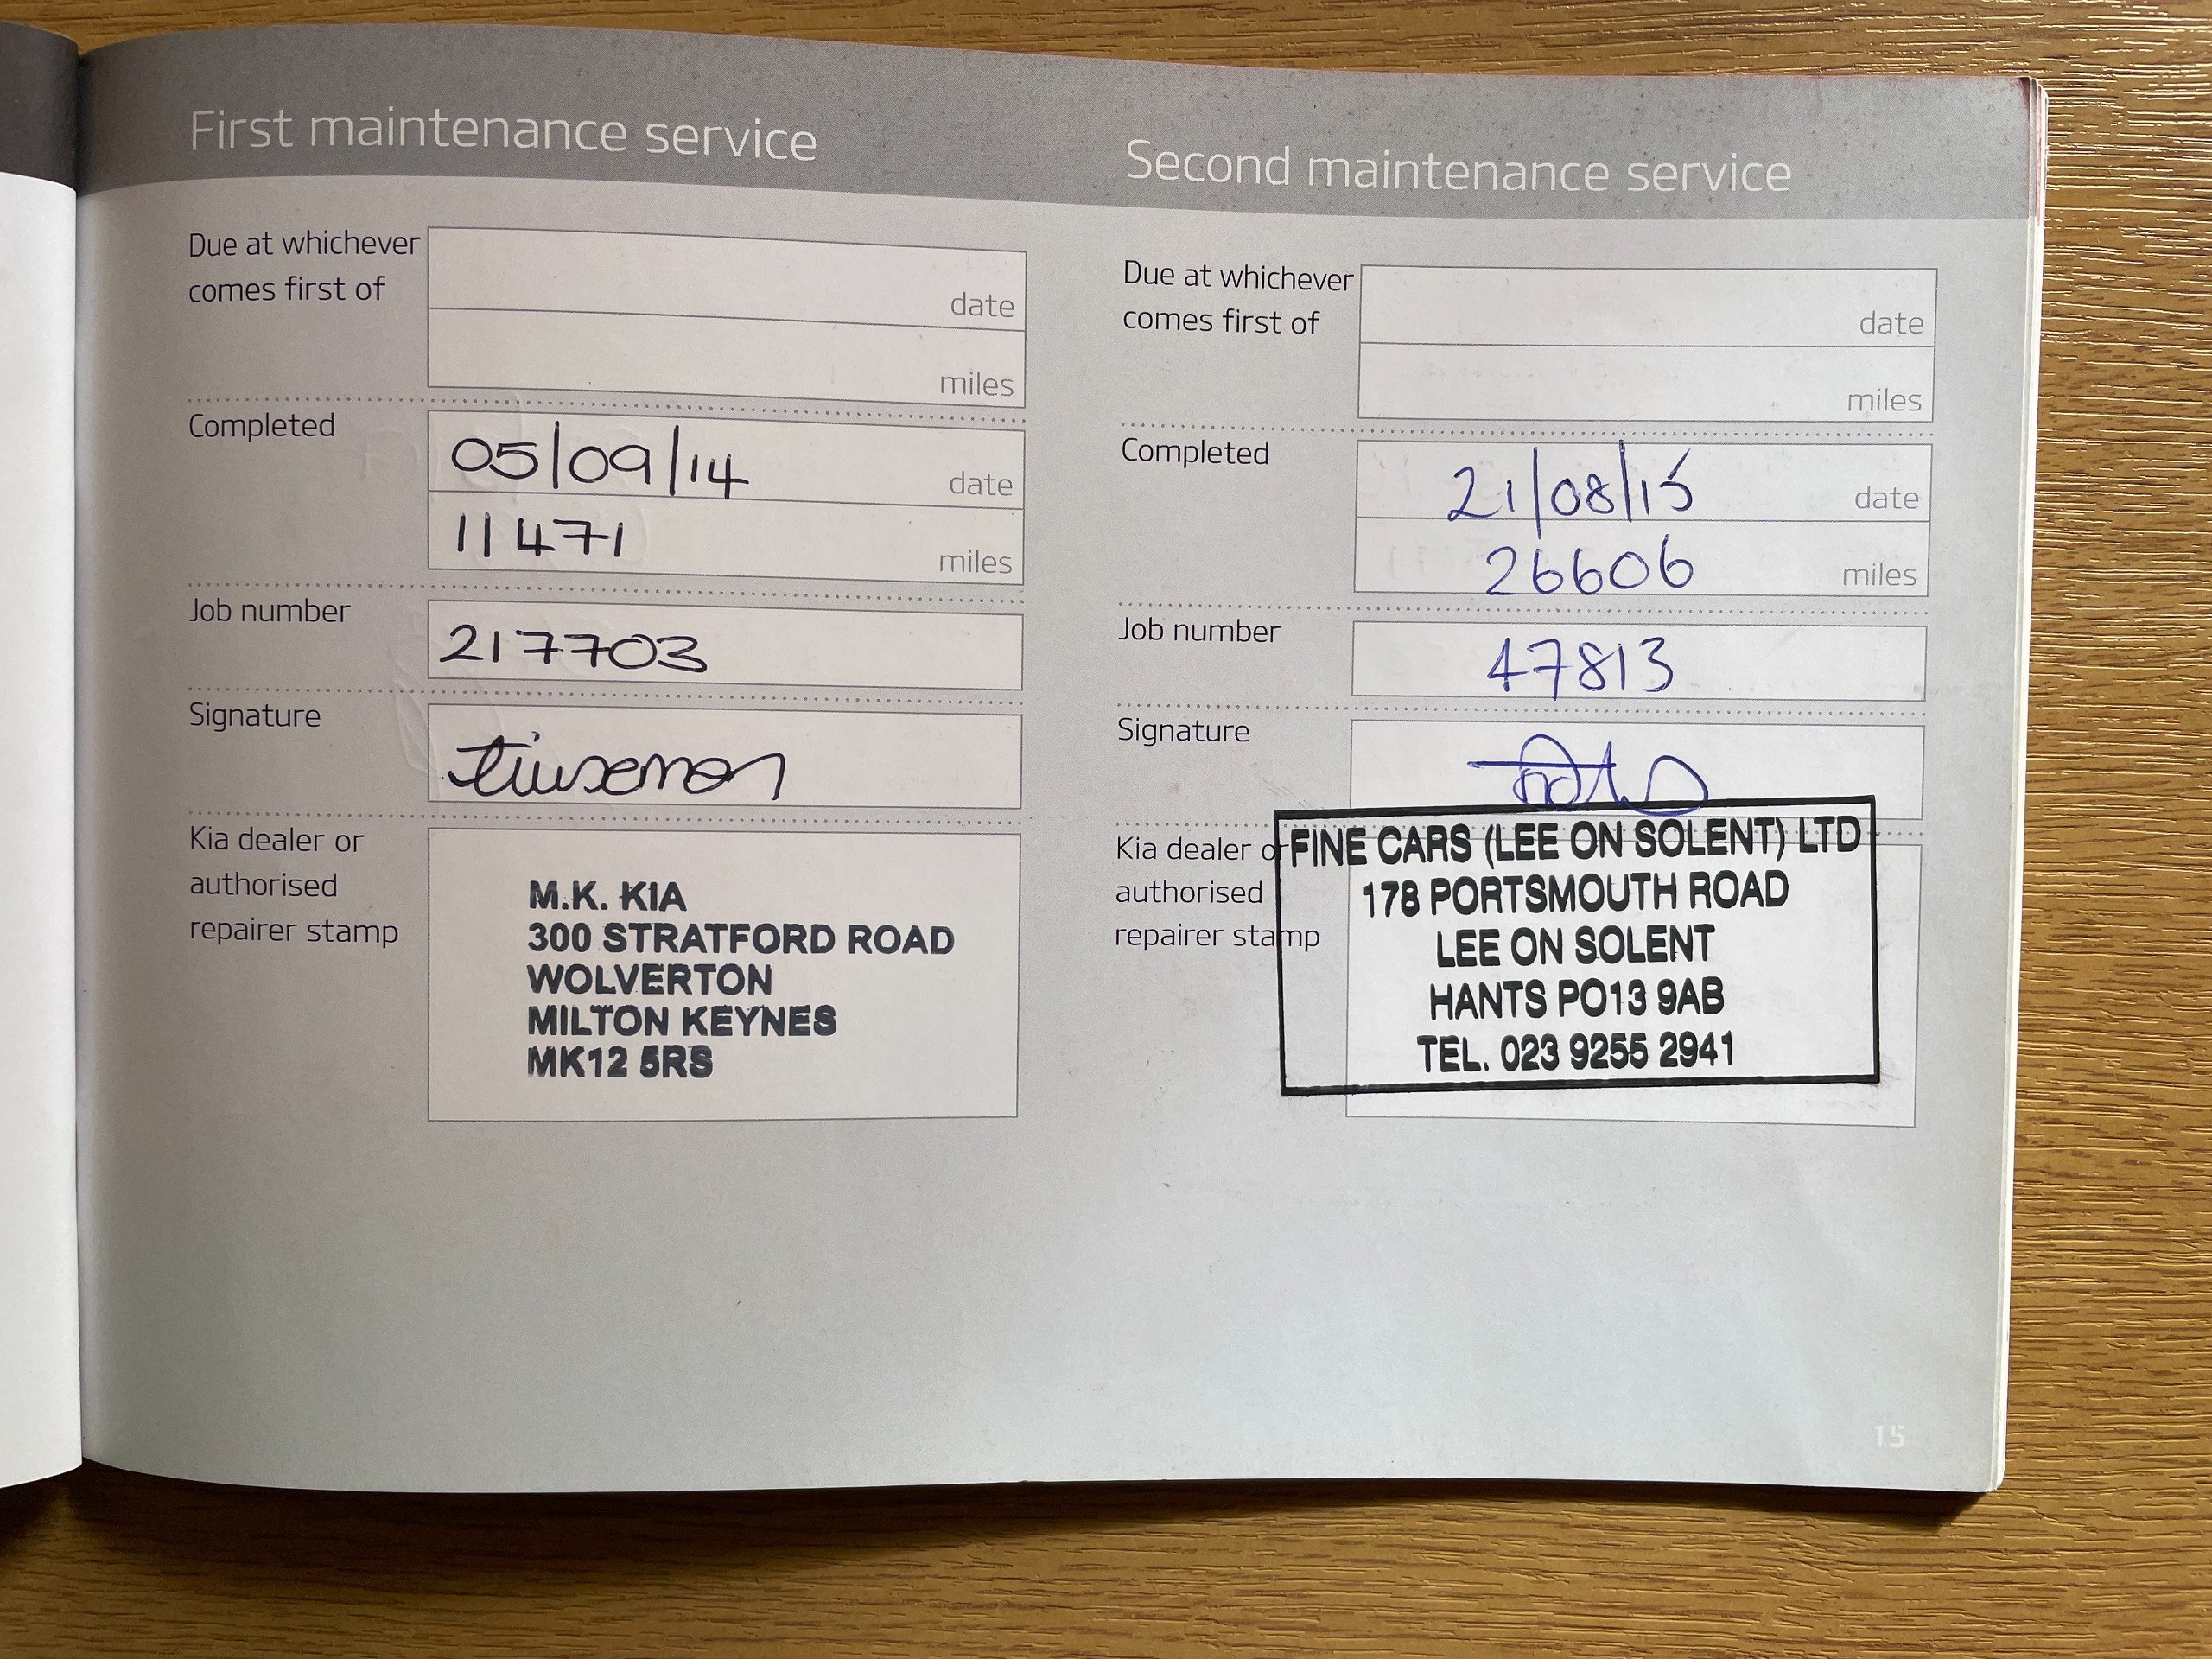 First maintenance service
Due at whichever
comes first of
date
miles
Completed
05/09/14 date
11471 miles
Job number
217703
Signature
Kia dealer or
authorised
repairer stamp
M.K. KIA
300 STRATFORD ROAD
WOLVERTON
MILTON KEYNES
MK12 5RS
Second maintenance service
Due at whichever
comes first of
date
miles
Completed
21/08/15 date
26606 miles
Job number
47813
Signature
Kia dealer or
authorised
repairer stamp
FINE CARS (LEE ON SOLENT) LTD
178 PORTSMOUTH ROAD
LEE ON SOLENT
HANTS PO13 9AB
TEL. 023 9255 2941
15